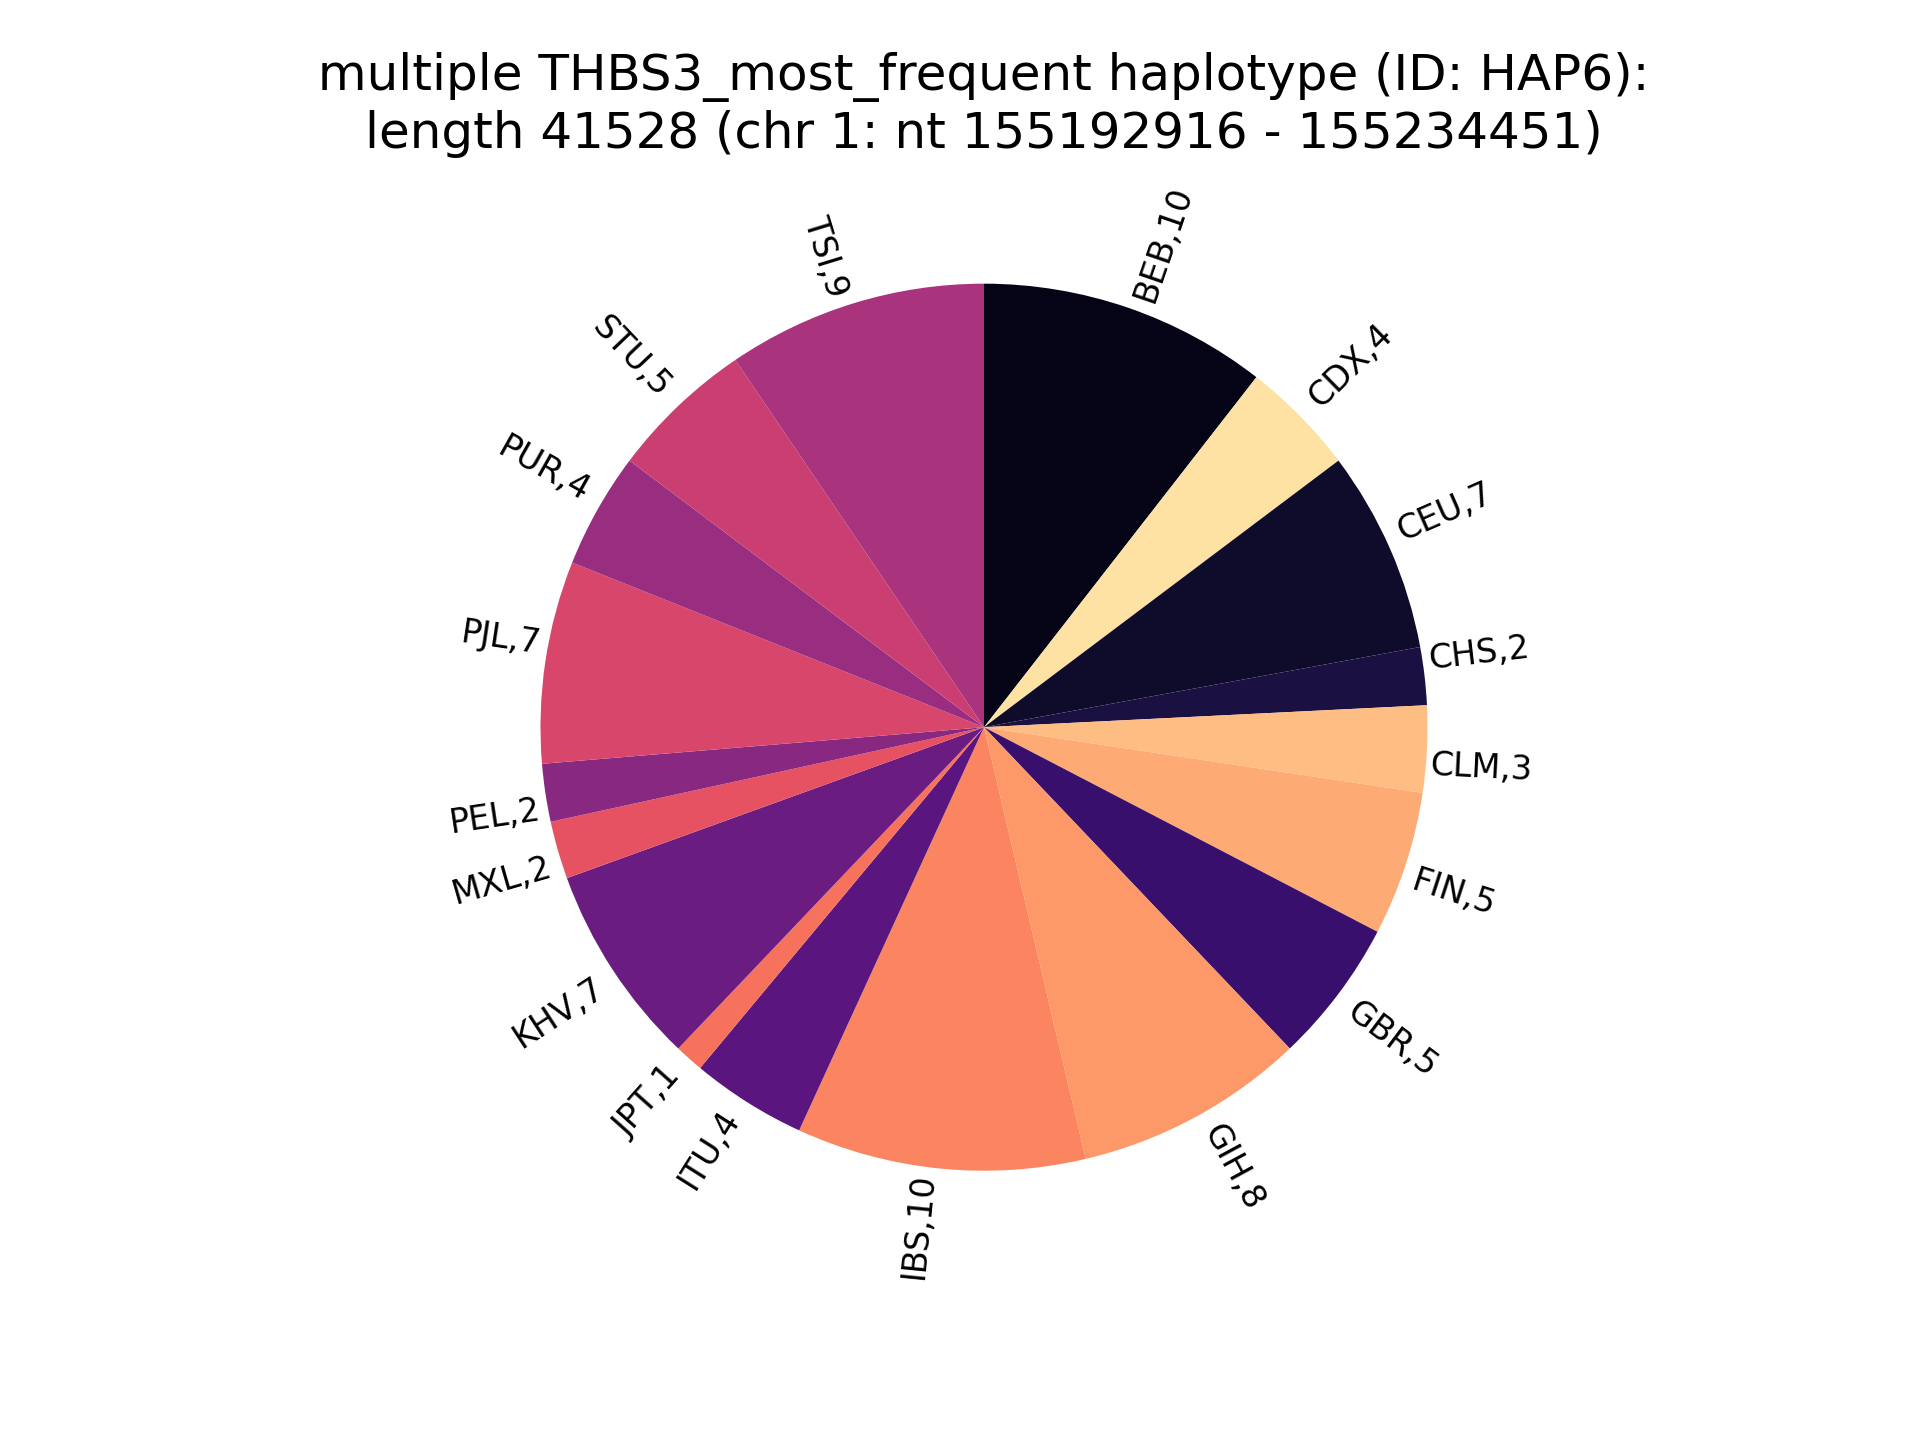 multiple THBS3_most_frequent haplotype (ID: HAP6):
length 41528 (chr 1: nt 155192916 - 155234451)
BEB,10
CDX,4
CEU,7
CHS,2
CLM,3
FIN,5
GBR,5
GIH,8
IBS,10
ITU,4
JPT,1
KHV,7
MXL,2
PEL,2
PJL,7
PUR,4
STU,5
TSI,9